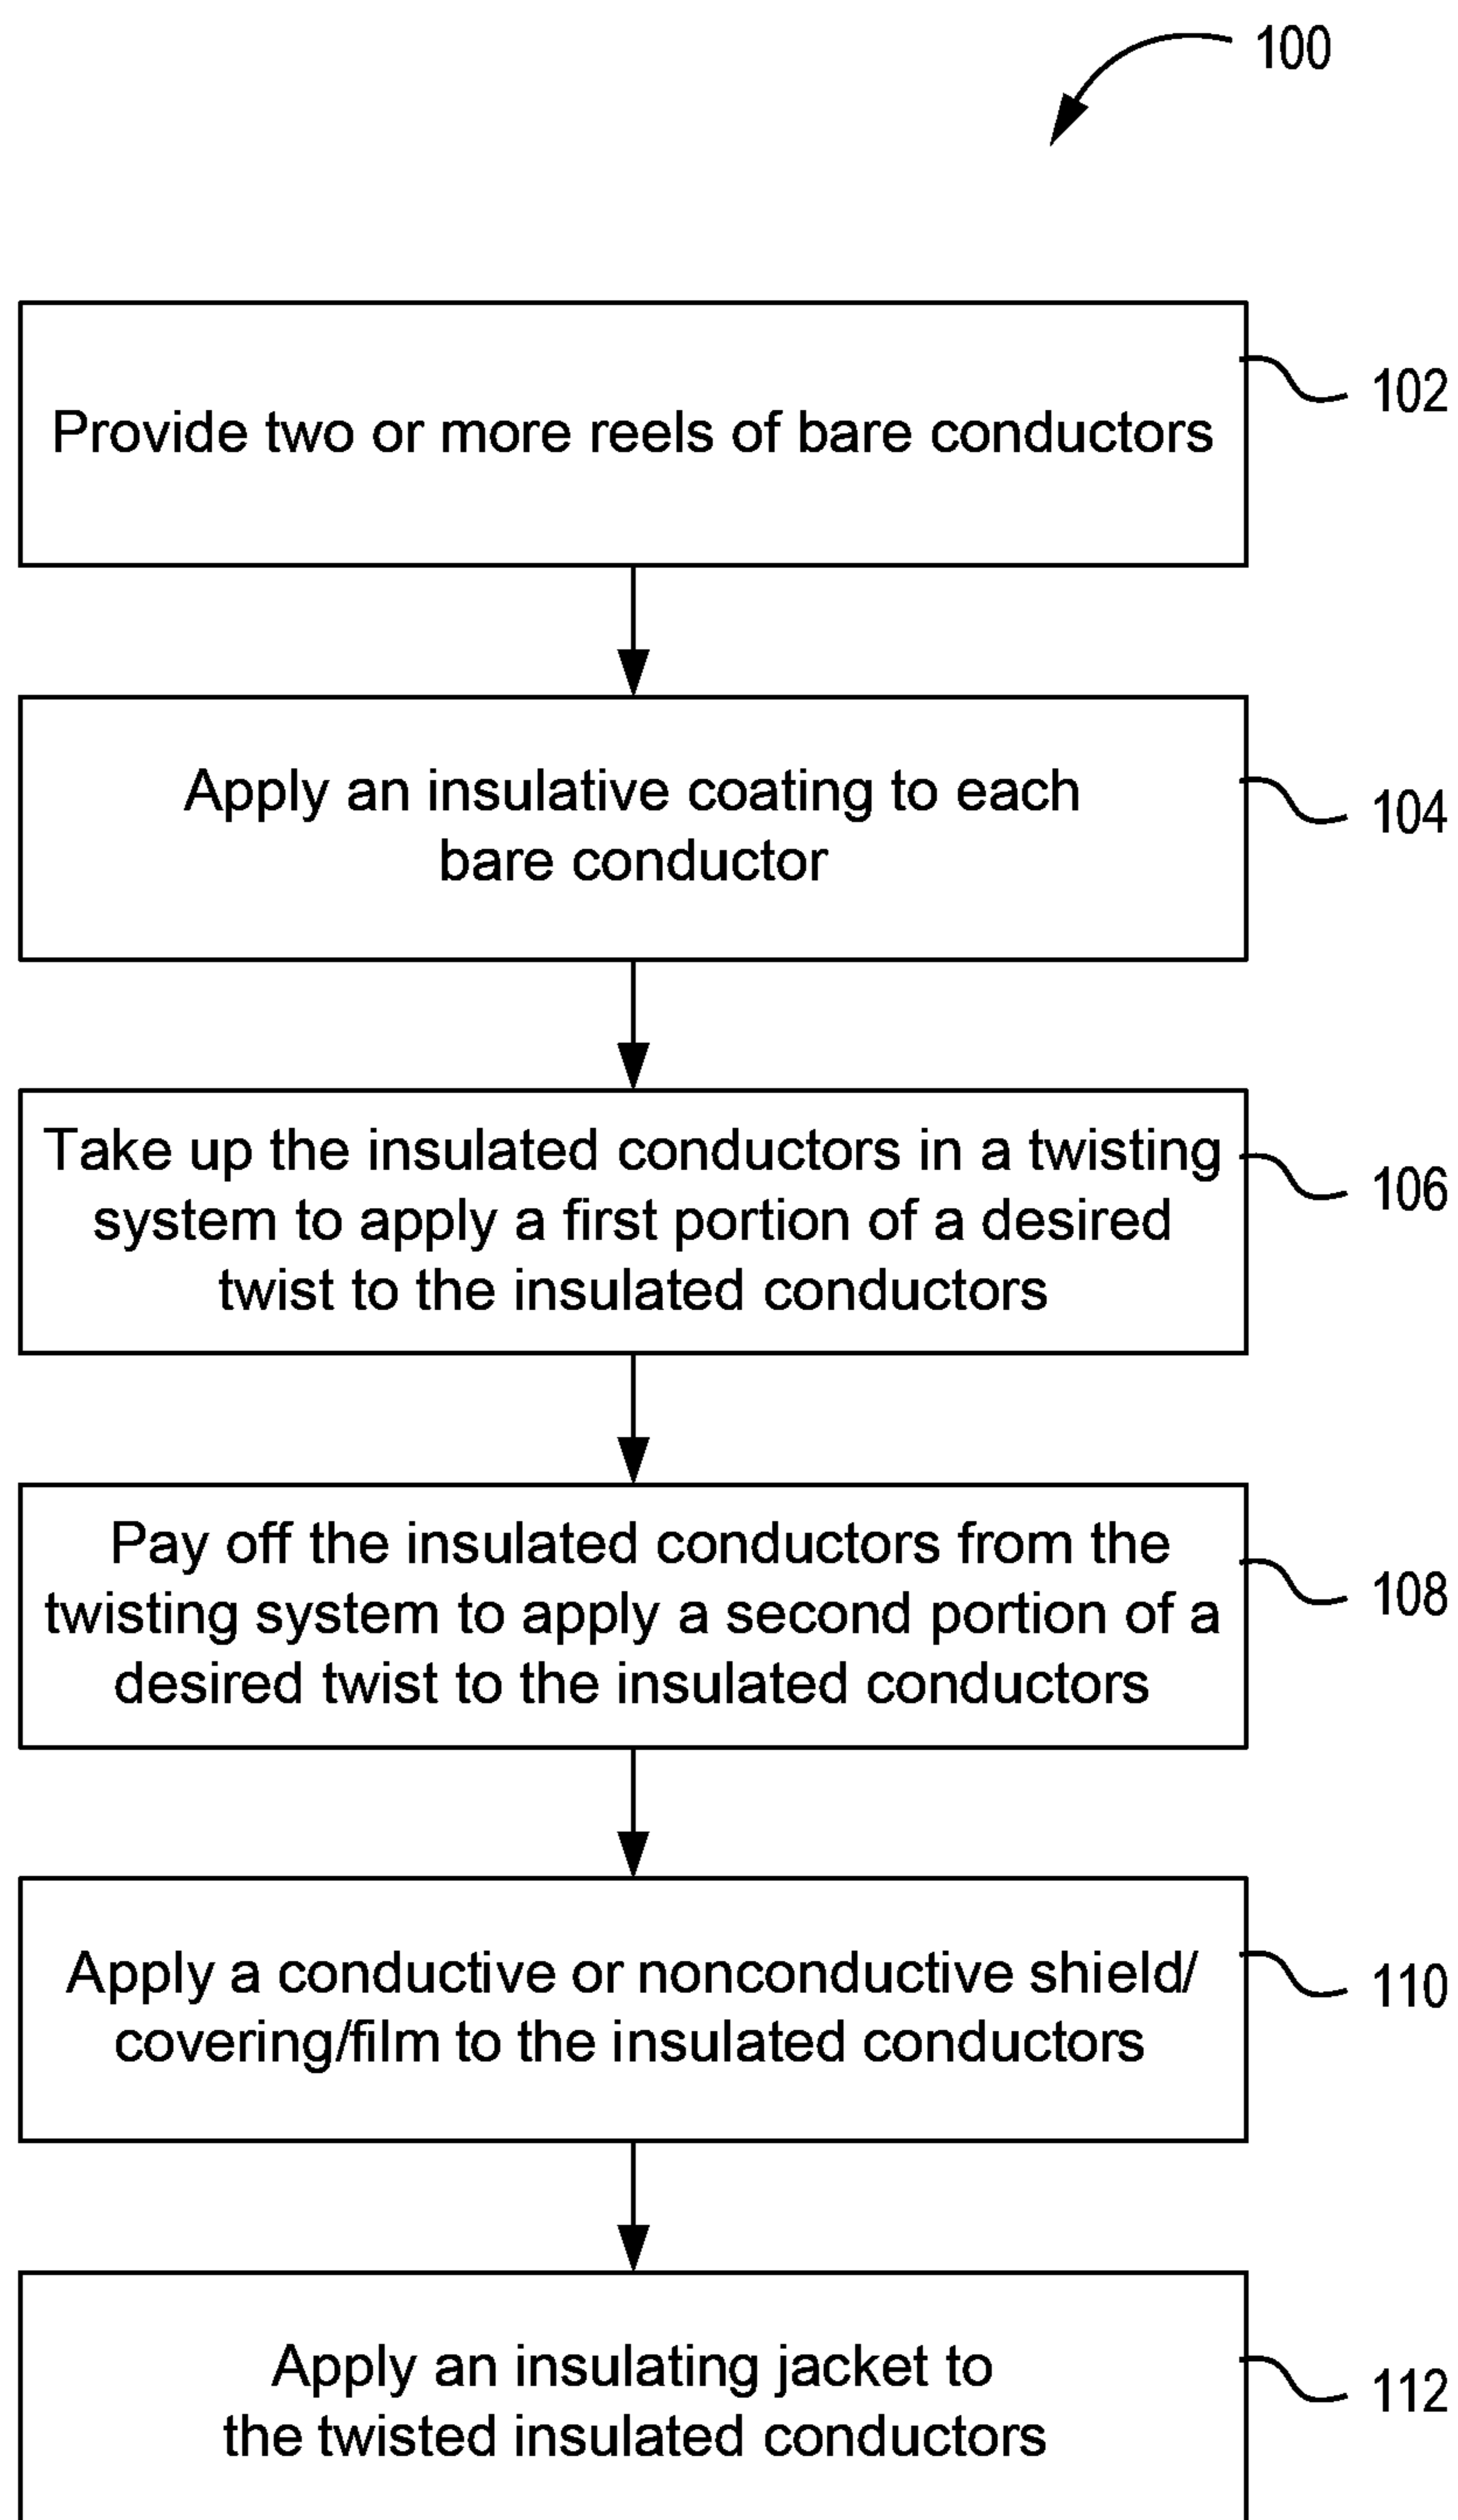 100
Provide two or more reels of bare conductors
102
Apply an insulative coating to each
bare conductor
104
Take up the insulated conductors in a twisting
system to apply a first portion of a desired
twist to the insulated conductors
106
Pay off the insulated conductors from the
twisting system to apply a second portion of a
desired twist to the insulated conductors
108
Apply a conductive or nonconductive shield/
covering/film to the insulated conductors
110
Apply an insulating jacket to
the twisted insulated conductors
112